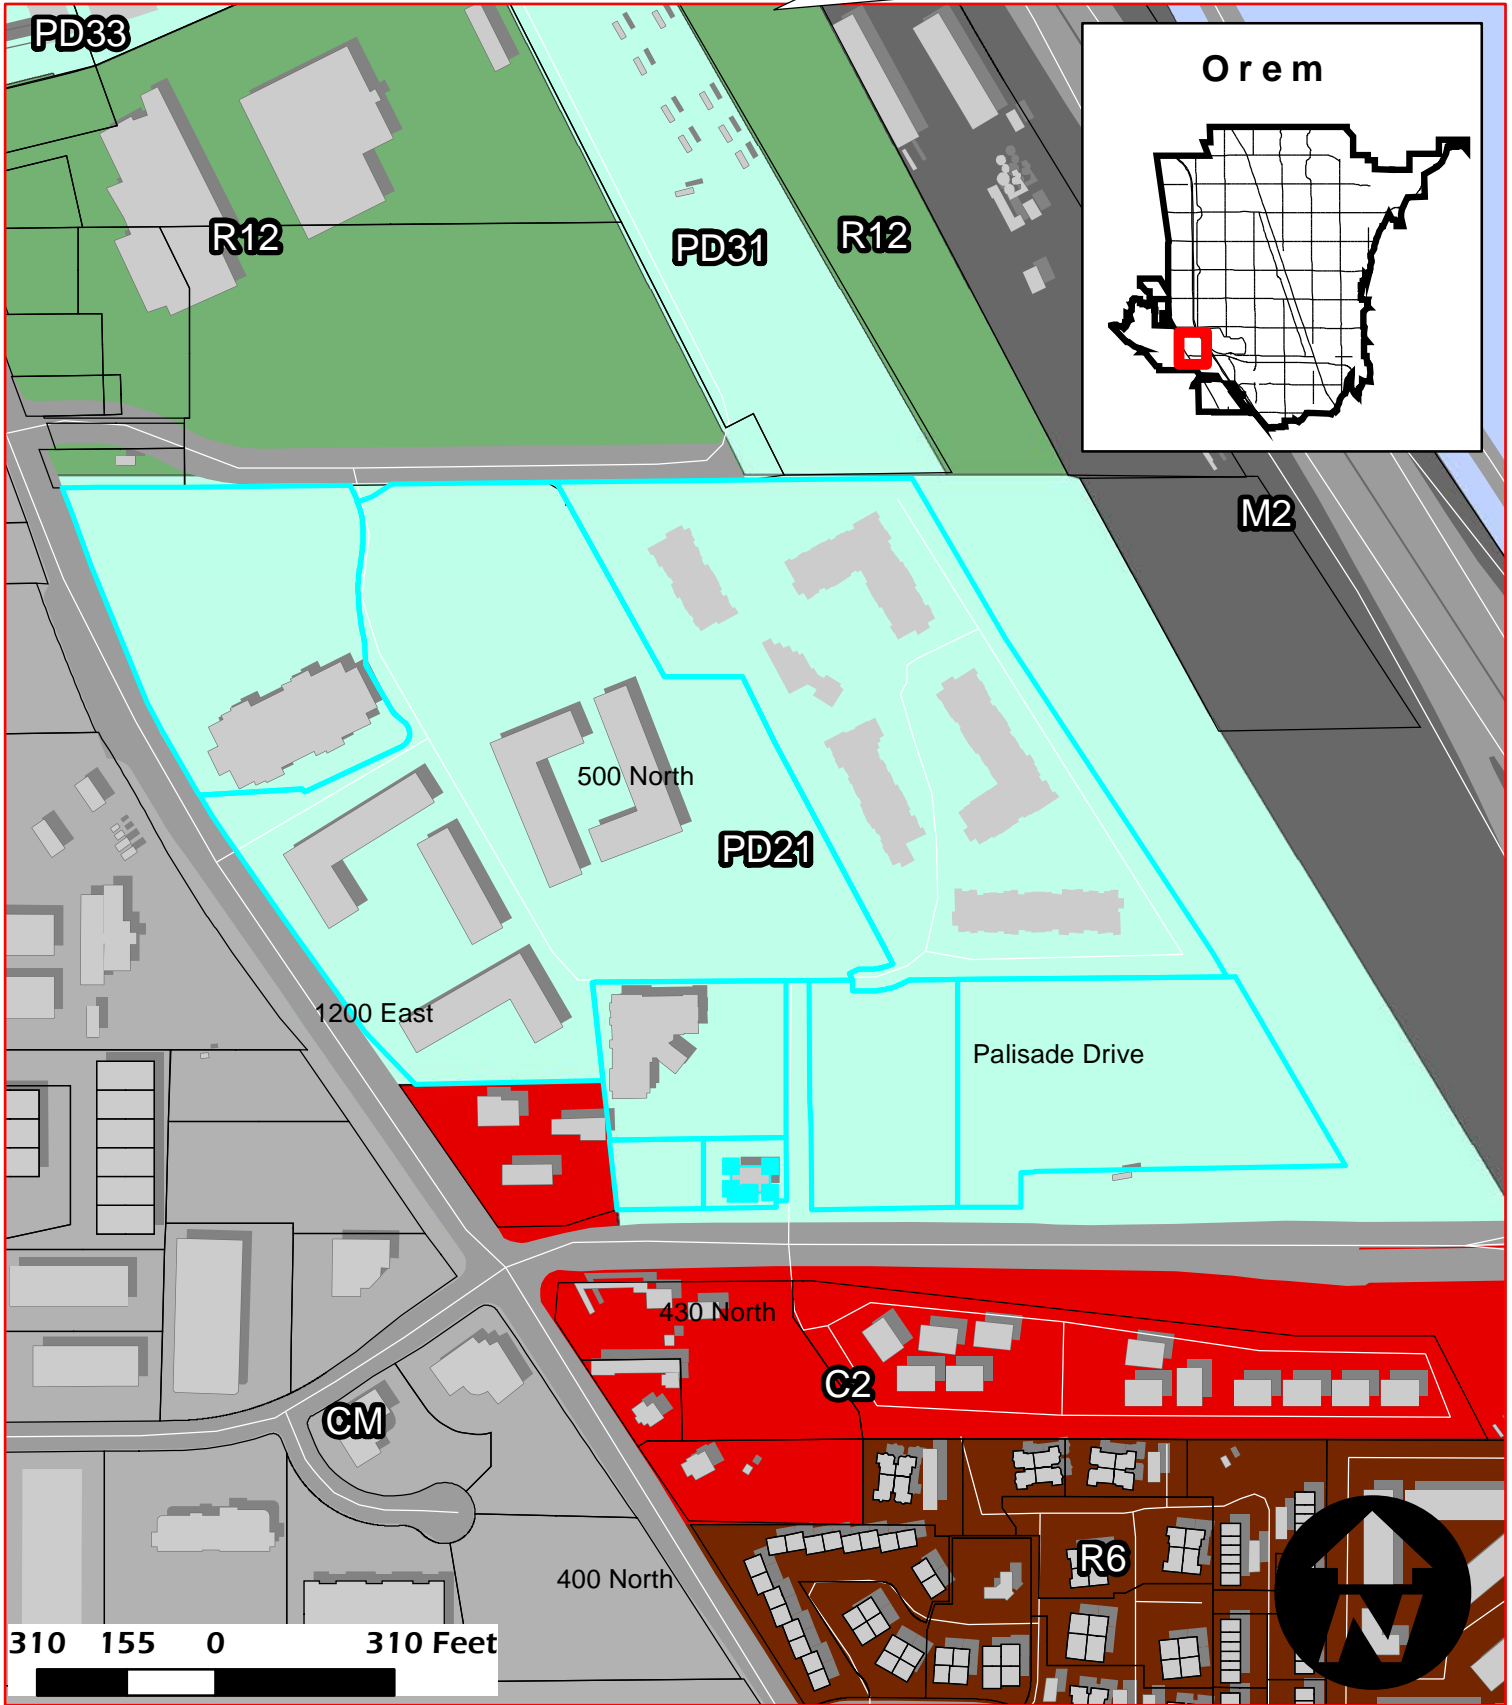 PD33
Orem
R12
PD31
R12
M2
500 North
PD21
1200 East
Palisade Drive
430 North
C2
CM
R6
400 North
310 155 0 310 Feet
N